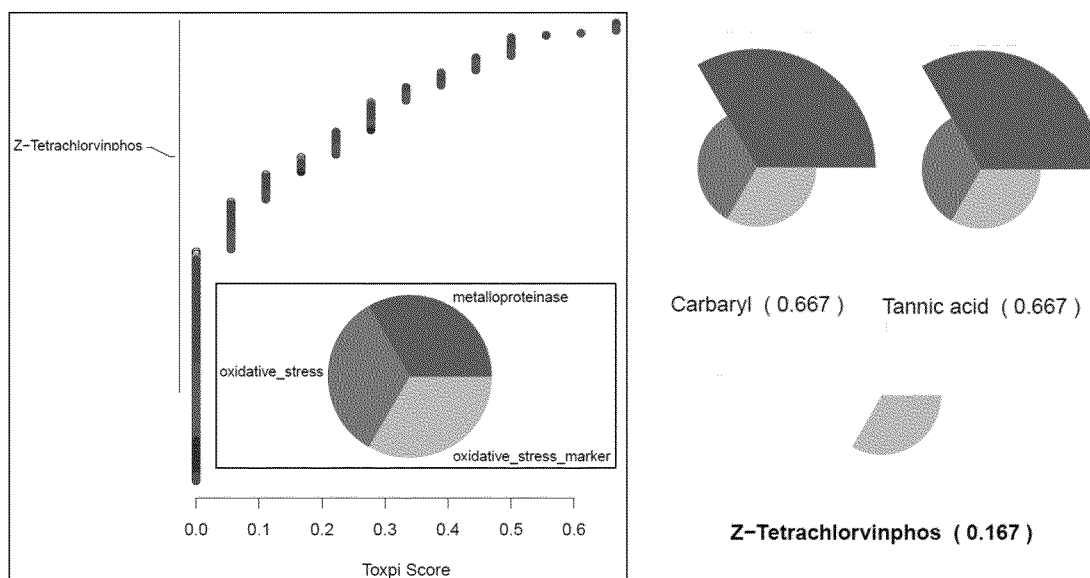 Z-Tetrachlorvinphos
metalloproteinase
oxidative_stress
oxidative_stress_marker
0.0 0.1 0.2 0.3 0.4 0.5 0.6
Toxpi Score
Carbaryl ( 0.667 ) Tannic acid ( 0.667 )
Z-Tetrachlorvinphos ( 0.167 )